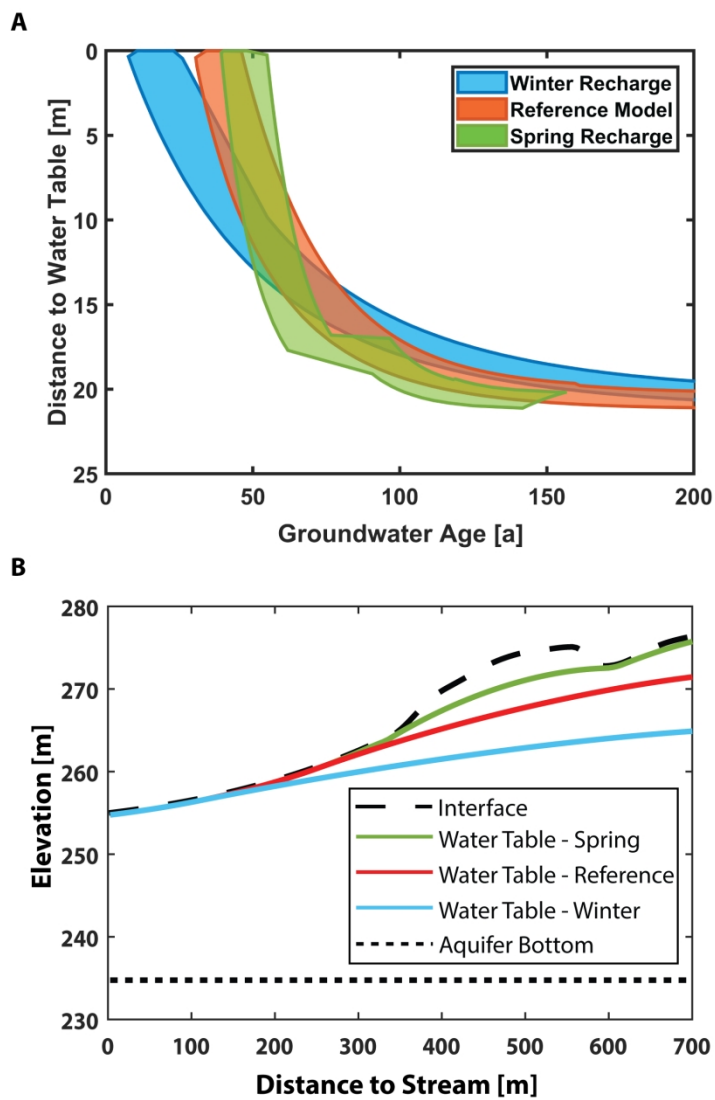 A
Distance to Water Table [m]
0
5
10
15
20
25
Winter Recharge
Reference Model
Spring Recharge
0 50 100 150 200
Groundwater Age [a]
B
Elevation [m]
280
270
260
250
240
230
Interface
Water Table - Spring
Water Table - Reference
Water Table - Winter
Aquifer Bottom
0 100 200 300 400 500 600 700
Distance to Stream [m]